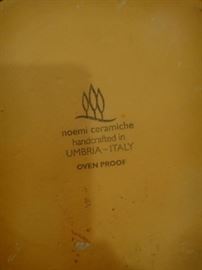 noemi ceramiche
handcrafted in
UMBRIA-ITALY
OVEN PROOF